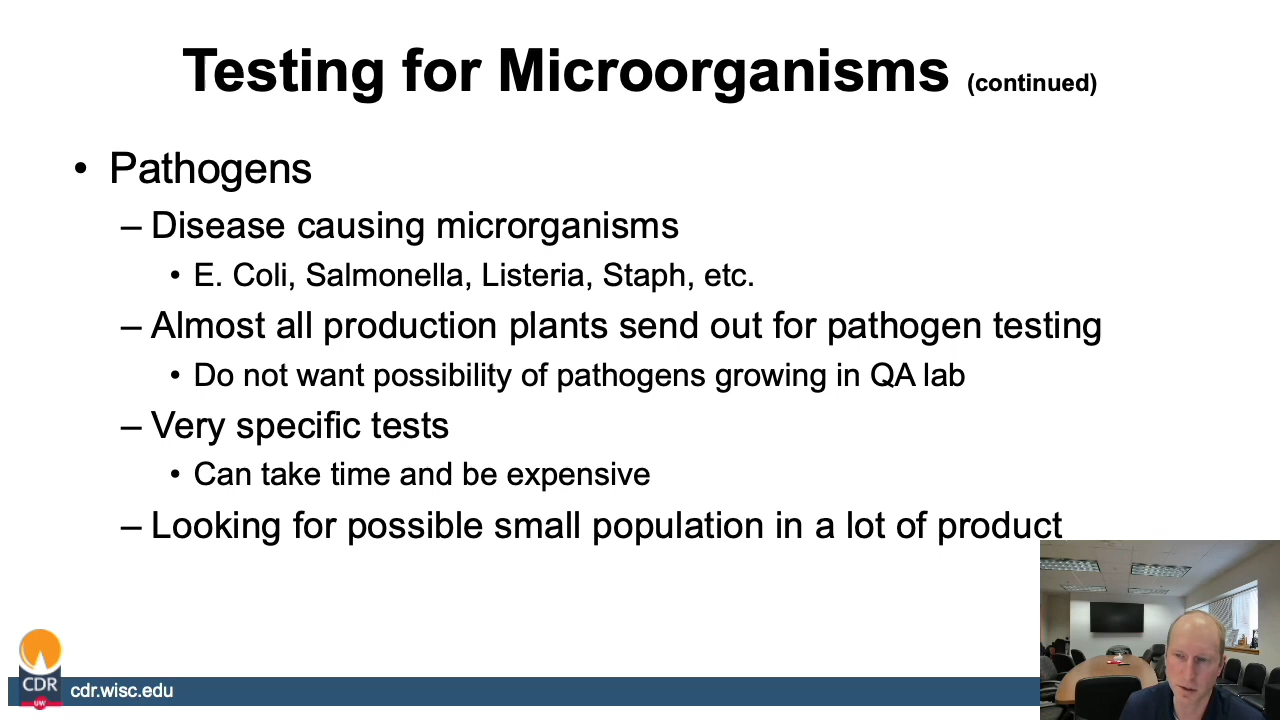 Testing for Microorganisms (continued)
• Pathogens
– Disease causing microrganisms
• E. Coli, Salmonella, Listeria, Staph, etc.
– Almost all production plants send out for pathogen testing
• Do not want possibility of pathogens growing in QA lab
– Very specific tests
• Can take time and be expensive
– Looking for possible small population in a lot of product
CDR
UW
cdr.wisc.edu